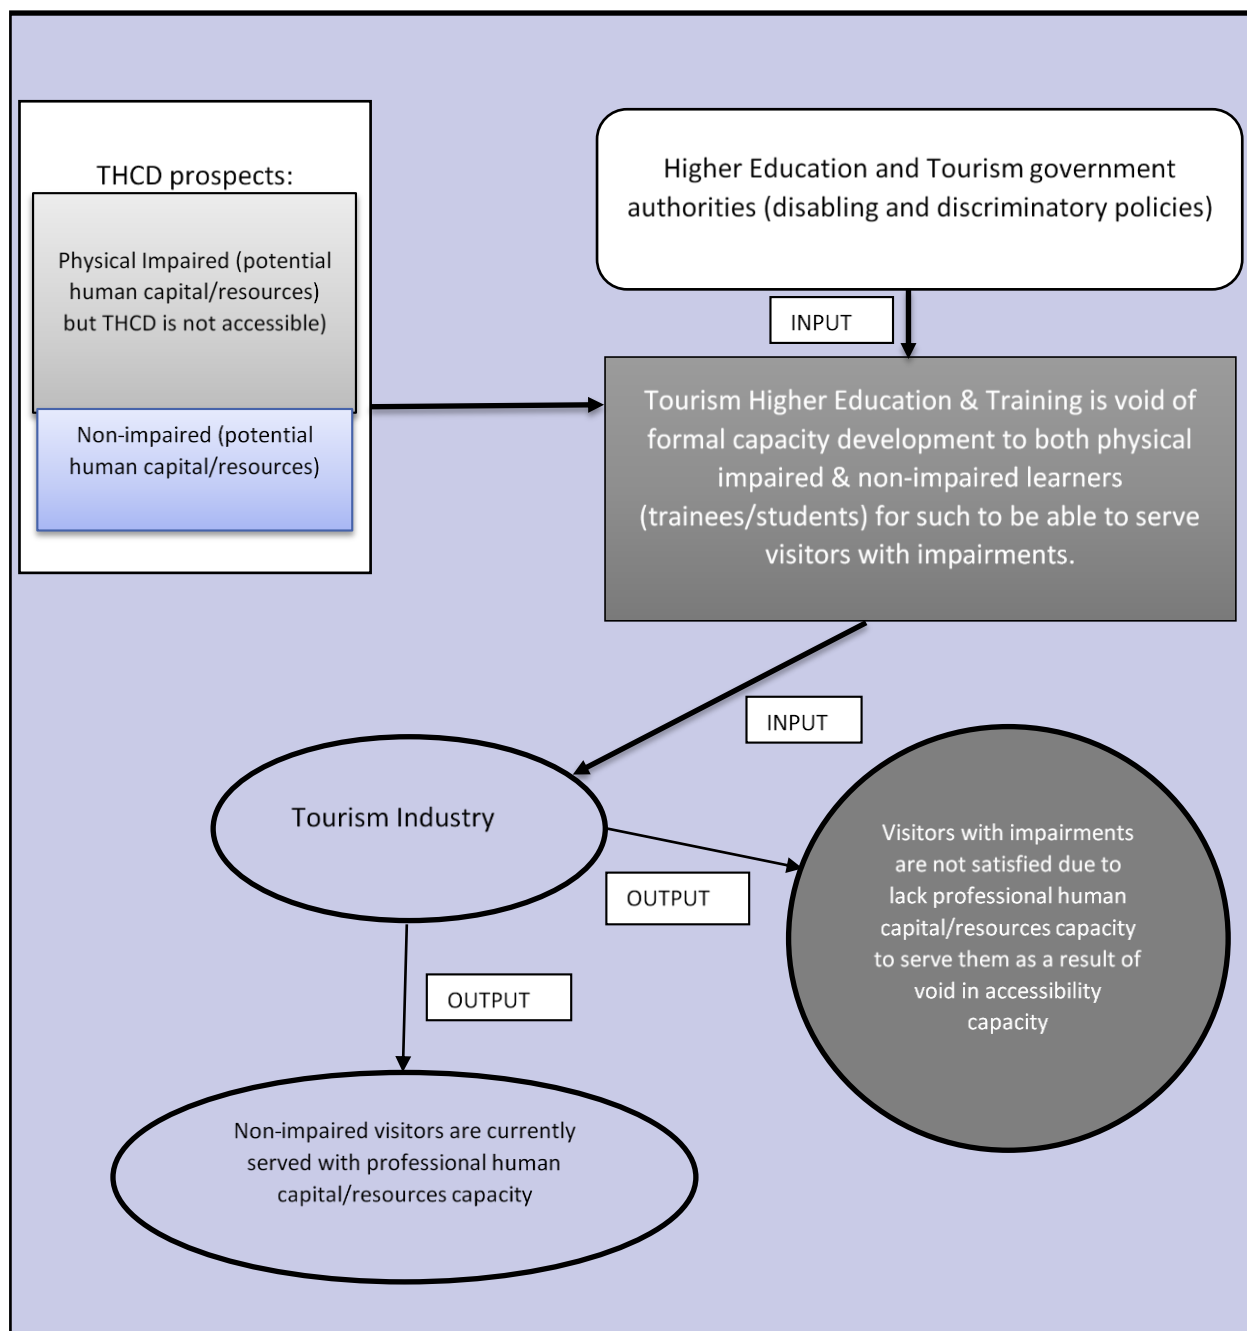 THCD prospects:
Physical Impaired (potential
human capital/resources)
but THCD is not accessible)
Non-impaired (potential
human capital/resources)
Higher Education and Tourism government
authorities (disabling and discriminatory policies)
INPUT
Tourism Higher Education & Training is void of
formal capacity development to both physical
impaired & non-impaired learners
(trainees/students) for such to be able to serve
visitors with impairments.
INPUT
Tourism Industry
OUTPUT
Visitors with impairments
are not satisfied due to
lack professional human
capital/resources capacity
to serve them as a result of
void in accessibility
capacity
OUTPUT
Non-impaired visitors are currently
served with professional human
capital/resources capacity